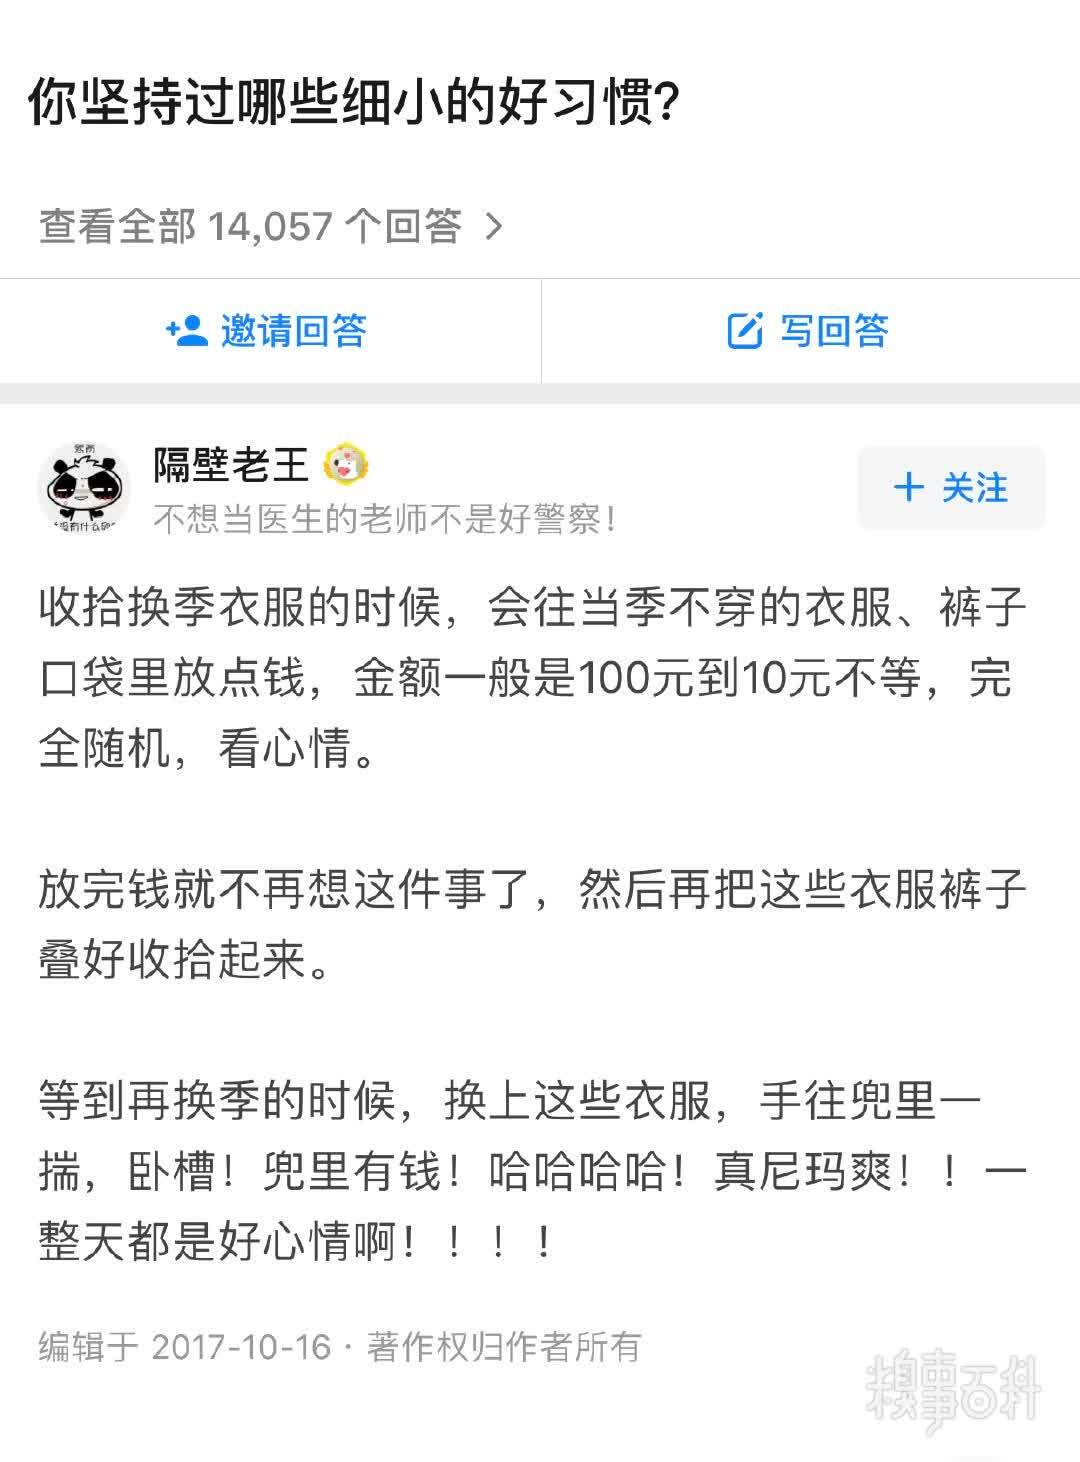 你坚持过哪些细小的好习惯?
查看全部 14,057 个回答
邀请回答
写回答
隔壁老王
不想当医生的老师不是好警察!
关注
收拾换季衣服的时候，会往当季不穿的衣服、裤子
口袋里放点钱，金额一般是100元到10元不等，完
全随机，看心情。
放完钱就不再想这件事了，然后再把这些衣服裤子
叠好收拾起来。
等到再换季的时候，换上这些衣服，手往兜里一
揣，卧槽！兜里有钱！哈哈哈哈！真尼玛爽！！一
整天都是好心情啊！！！！
编辑于 2017-10-16 · 著作权归作者所有
糗事百科